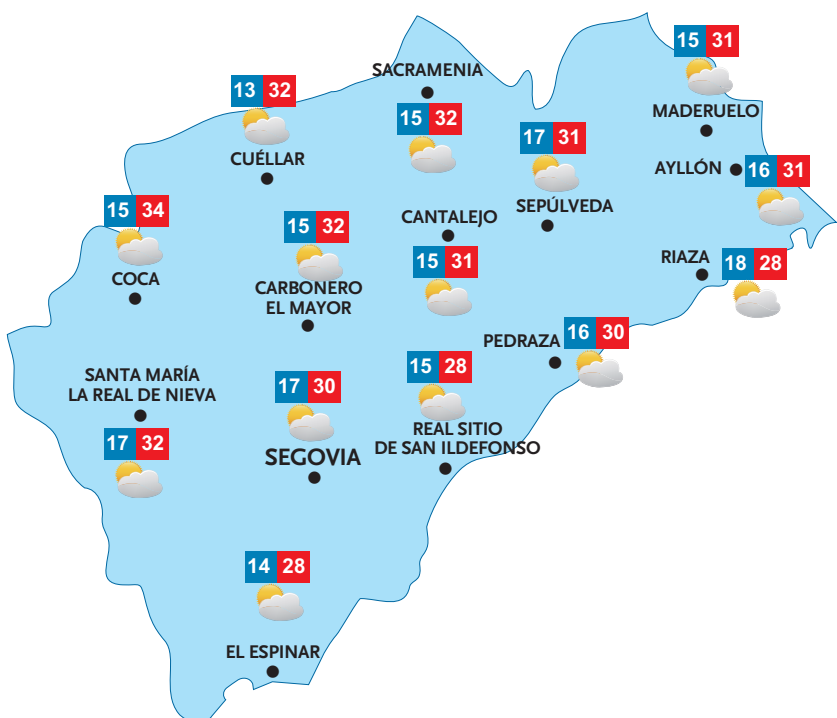 15 31
MADERUELO
SACRAMENIA
15 32
13 32
CUÉLLAR
17 31
SEPÚLVEDA
AYLLÓN
16 31
15 34
COCA
15 32
CARBONERO
EL MAYOR
CANTALEJO
15 31
RIAZA
18 28
PEDRAZA
16 30
SANTA MARÍA
LA REAL DE NIEVA
17 32
17 30
SEGOVIA
15 28
REAL SITIO
DE SAN ILDEFONSO
14 28
EL ESPINAR